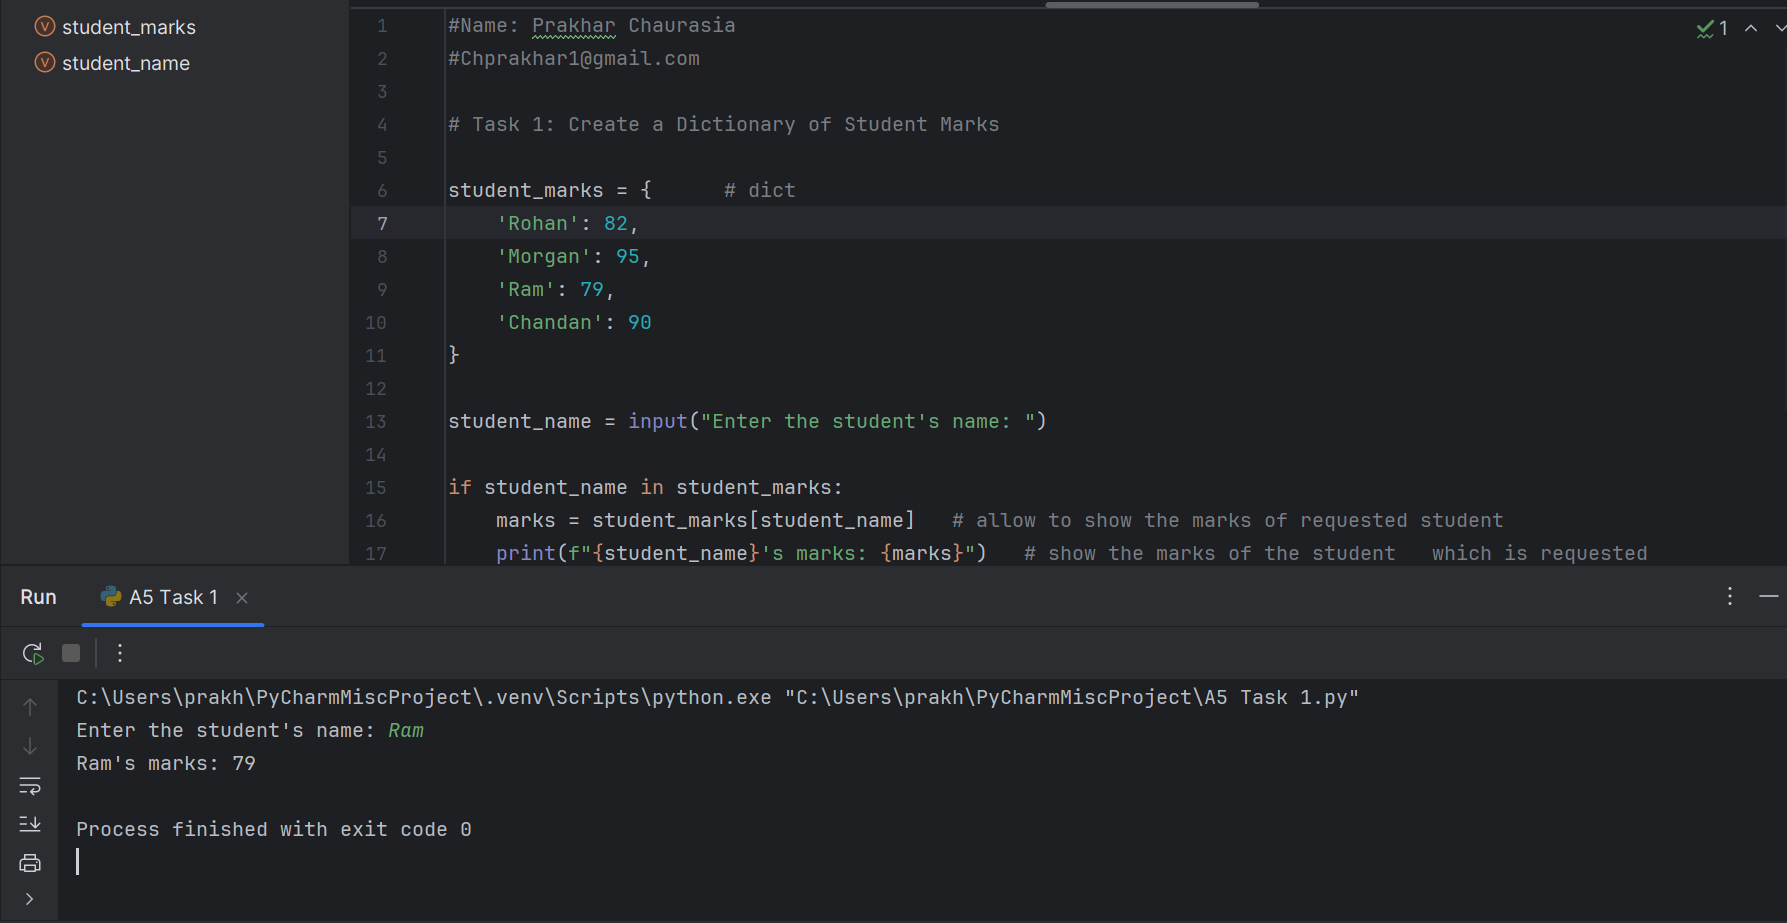 student_marks
student_name
1 #Name: Prakhar Chaurasia
2 #Chprakhar1@gmail.com
3
4 # Task 1: Create a Dictionary of Student Marks
5
6 student_marks = {      # dict
7     'Rohan': 82,
8     'Morgan': 95,
9     'Ram': 79,
10     'Chandan': 90
11 }
12
13 student_name = input("Enter the student's name: ")
14
15 if student_name in student_marks:
16     marks = student_marks[student_name]   # allow to show the marks of requested student
17     print(f"{student_name}'s marks: {marks}")   # show the marks of the student   which is requested
1
Run A5 Task 1
C:\Users\prakh\PyCharmMiscProject\.venv\Scripts\python.exe "C:\Users\prakh\PyCharmMiscProject\A5 Task 1.py"
Enter the student's name: Ram
Ram's marks: 79
Process finished with exit code 0